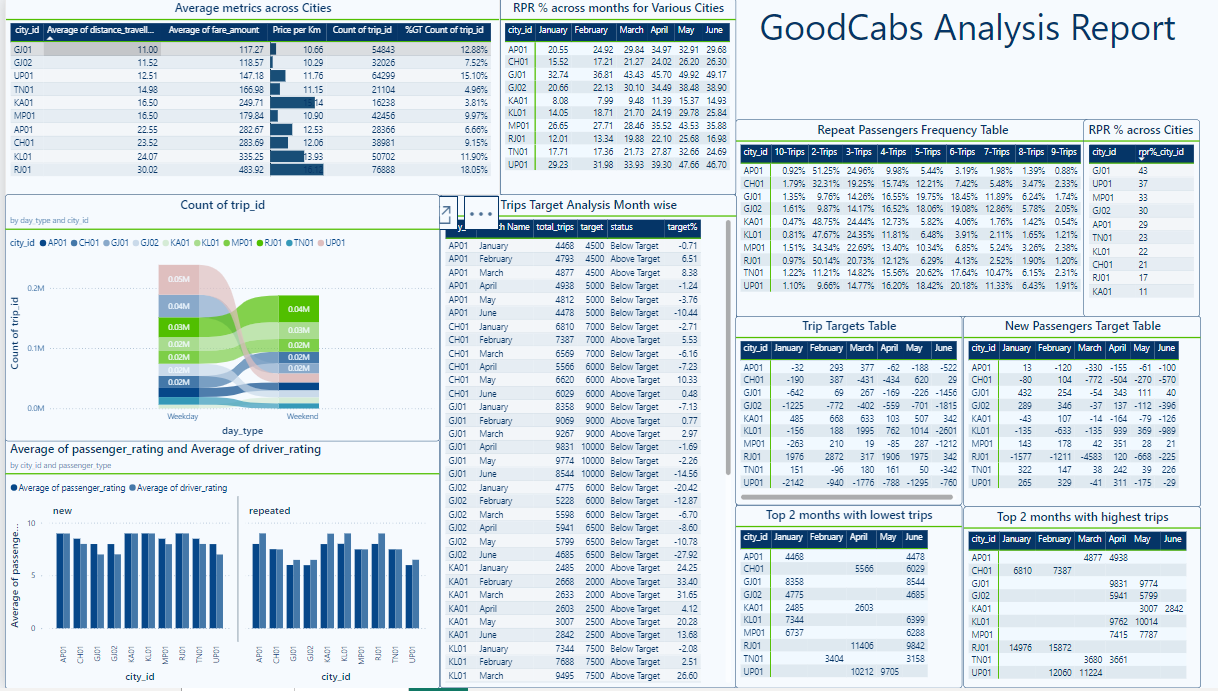 GoodCabs Analysis Report
Average metrics across Cities
city_id Average of distance_travell... Average of fare_amount Price per Km Count of trip_id %GT Count of trip_id
GJ01 11.00 117.27 10.66 54843 12.88%
GJ02 11.52 118.57 10.29 32026 7.52%
UP01 12.51 147.18 11.76 64299 15.10%
TN01 14.98 166.98 11.15 21104 4.96%
KA01 16.50 249.71 14 16238 3.81%
MP01 16.50 179.84 10.90 42456 9.97%
AP01 22.55 282.67 12.53 28366 6.66%
CH01 23.52 283.69 12.06 38981 9.15%
KL01 24.07 335.25 13.93 50702 11.90%
RJ01 30.02 483.92 76888 18.05%
RPR % across months for Various Cities
city_id January February March April May June
AP01 20.55 24.92 29.84 34.97 32.91 29.68
CH01 15.52 17.21 21.27 24.02 26.20 26.30
GJ01 32.74 36.81 43.43 45.70 49.92 49.17
GJ02 20.66 22.13 30.10 34.49 38.48 38.90
KA01 8.08 7.99 9.48 11.39 15.37 14.93
KL01 14.05 18.71 21.70 24.19 29.78 25.84
MP01 26.65 27.71 28.46 35.52 43.53 35.88
RJ01 12.01 13.34 19.88 22.10 25.68 16.98
TN01 17.71 17.36 21.73 27.87 32.66 24.69
UP01 29.23 31.98 33.93 39.30 47.66 46.70
Repeat Passengers Frequency Table
city_id 10-Trips 2-Trips 3-Trips 4-Trips 5-Trips 6-Trips 7-Trips 8-Trips 9-Trips
AP01 0.92% 51.25% 24.96% 9.98% 5.44% 3.19% 1.98% 1.39% 0.88%
CH01 1.79% 32.31% 19.25% 15.74% 12.21% 7.42% 5.48% 3.47% 2.33%
GJ01 1.35% 9.76% 14.26% 16.55% 19.75% 18.45% 11.89% 6.24% 1.74%
GJ02 1.61% 9.87% 14.17% 16.52% 18.06% 19.08% 12.86% 5.78% 2.05%
KA01 0.47% 48.75% 24.44% 12.73% 5.82% 4.06% 1.76% 1.42% 0.54%
KL01 0.81% 47.67% 24.35% 11.81% 6.48% 3.91% 2.11% 1.65% 1.21%
MP01 1.51% 34.34% 22.69% 13.40% 10.34% 6.85% 5.24% 3.26% 2.38%
RJ01 0.97% 50.14% 20.73% 12.12% 6.29% 4.13% 2.52% 1.90% 1.20%
TN01 1.22% 11.21% 14.82% 15.56% 20.62% 17.64% 10.47% 6.15% 2.31%
UP01 1.10% 9.66% 14.77% 16.20% 18.42% 20.18% 11.33% 6.43% 1.91%
RPR % across Cities
city_id rpr%_city_id
GJ01 43
UP01 37
MP01 33
GJ02 30
AP01 29
TN01 23
KL01 22
CH01 21
RJ01 17
KA01 11
Count of trip_id
by day_type and city_id
city_id AP01 CH01 GJ01 GJ02 KA01 KL01 MP01 RJ01 TN01 UP01
Count of trip_id
0.2M
0.1M
0.0M
0.05M
0.04M
0.03M
0.02M
0.02M
0.02M
0.02M
0.04M
0.03M
0.02M
0.02M
0.02M
Weekday Weekend
day_type
Average of passenger_rating and Average of driver_rating
by city id and passenger_type
Average of passenger_rating Average of driver_rating
new repeated
Average of passenge...
10
5
0
AP01 CH01 GJ01 GJ02 KA01 KL01 MP01 RJ01 TN01 UP01
AP01 CH01 GJ01 GJ02 KA01 KL01 MP01 RJ01 TN01 UP01
city_id city_id
Trips Target Analysis Month wise
h Name total_trips target status target%
AP01 January 4468 4500 Below Target -0.71
AP01 February 4793 4500 Above Target 6.51
AP01 March 4877 4500 Above Target 8.38
AP01 April 4938 5000 Below Target -1.24
AP01 May 4812 5000 Below Target -3.76
AP01 June 4478 5000 Below Target -10.44
CH01 January 6810 7000 Below Target -2.71
CH01 February 7387 7000 Above Target 5.53
CH01 March 6569 7000 Below Target -6.16
CH01 April 5566 6000 Below Target -7.23
CH01 May 6620 6000 Above Target 10.33
CH01 June 6029 6000 Above Target 0.48
GJ01 January 8358 9000 Below Target -7.13
GJ01 February 9069 9000 Above Target 0.77
GJ01 March 9267 9000 Above Target 2.97
GJ01 April 9831 10000 Below Target -1.69
GJ01 May 9774 10000 Below Target -2.26
GJ01 June 8544 10000 Below Target -14.56
GJ02 January 4775 6000 Below Target -20.42
GJ02 February 5228 6000 Below Target -12.87
GJ02 March 5598 6000 Below Target -6.70
GJ02 April 5941 6500 Below Target -8.60
GJ02 May 5799 6500 Below Target -10.78
GJ02 June 4685 6500 Below Target -27.92
KA01 January 2485 2000 Above Target 24.25
KA01 February 2668 2000 Above Target 33.40
KA01 March 2633 2000 Above Target 31.65
KA01 April 2603 2500 Above Target 4.12
KA01 May 3007 2500 Above Target 20.28
KA01 June 2842 2500 Above Target 13.68
KL01 January 7344 7500 Below Target -2.08
KL01 February 7688 7500 Above Target 2.51
KL01 March 9495 7500 Above Target 26.60
Trip Targets Table
city_id January February March April May June
AP01 -32 293 377 -62 -188 -522
CH01 -190 387 -431 -434 620 29
GJ01 -642 69 267 -169 -226 -1456
GJ02 -1225 -772 -402 -559 -701 -1815
KA01 485 668 633 103 507 342
KL01 -156 188 1995 762 1014 -2601
MP01 -263 210 19 -85 287 -1212
RJ01 1976 2872 317 1906 1975 342
TN01 151 -96 180 161 50 -342
UP01 -2142 -940 -1776 -788 -1295 -760
New Passengers Target Table
city_id January February March April May June
AP01 13 -120 -330 -155 -61 -100
CH01 -80 104 -772 -504 -270 -570
GJ01 432 254 -54 343 111 40
GJ02 289 346 -37 137 -112 -396
KA01 -43 107 -14 -164 -79 -126
KL01 -135 -633 -135 939 369 -989
MP01 143 178 42 351 28 21
RJ01 -1577 -1211 -4583 120 -668 -225
TN01 322 147 38 242 39 226
UP01 265 329 -41 311 -175 -29
Top 2 months with lowest trips
city_id January February April May June
AP01 4468 4478
CH01 5566 6029
GJ01 8358 8544
GJ02 4775 4685
KA01 2485 2603
KL01 7344 6399
MP01 6737 6288
RJ01 11406 9842
TN01 3404 3158
UP01 10212 9705
Top 2 months with highest trips
city_id January February March April May June
AP01 4877 4938
CH01 6810 7387
GJ01 9831 9774
GJ02 5941 5799
KA01 3007 2842
KL01 9762 10014
MP01 7415 7787
RJ01 14976 15872
TN01 3680 3661
UP01 12060 11224